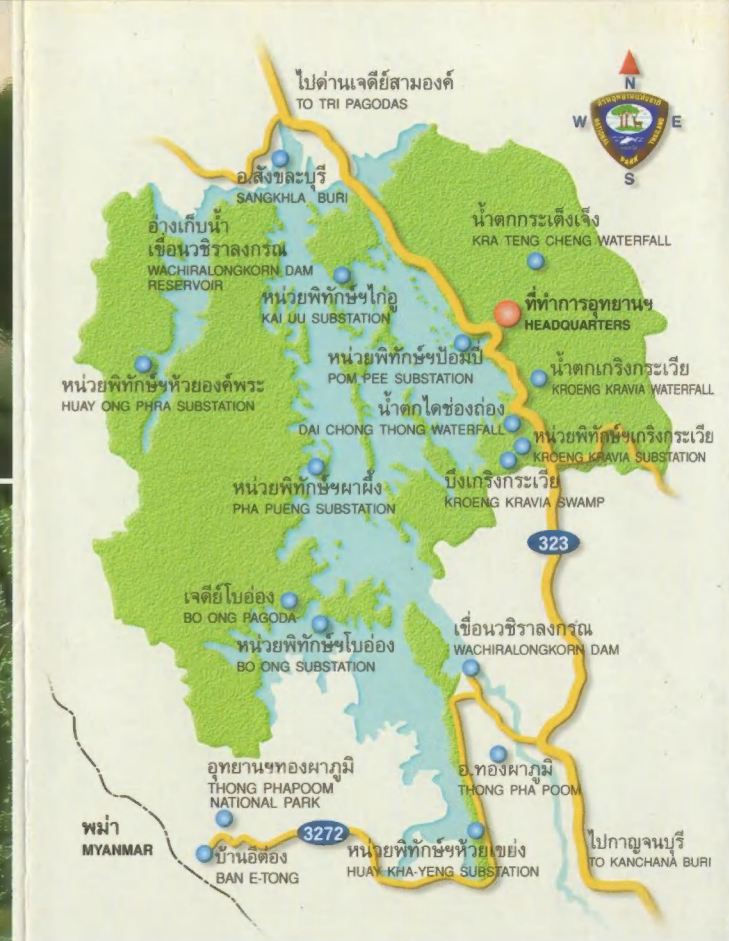 ไปด่านเจดีย์สามองค์
TO TRI PAGODAS
N
W
E
S
NATIONAL PARK THAILAND
อ.สังขละบุรี
SANGKHLA BURI
อ่างเก็บน้ำ
เขื่อนวชิราลงกรณ
WACHIRALONGKORN DAM
RESERVOIR
น้ำตกกระเต็งเจ็ง
KRA TENG CHENG WATERFALL
หน่วยพิทักษ์ฯไก่อู
KAI UU SUBSTATION
ที่ทำการอุทยานฯ
HEADQUARTERS
หน่วยพิทักษ์ฯป้อมปี่
POM PEE SUBSTATION
น้ำตกเกริงกระเวีย
KROENG KRAVIA WATERFALL
หน่วยพิทักษ์ฯห้วยองค์พระ
HUAY ONG PHRA SUBSTATION
น้ำตกไดช่องถ่อง
DAI CHONG THONG WATERFALL
หน่วยพิทักษ์ฯเกริงกระเวีย
KROENG KRAVIA SUBSTATION
หน่วยพิทักษ์ฯผาผึ้ง
PHA PUENG SUBSTATION
บึงเกริงกระเวีย
KROENG KRAVIA SWAMP
323
เจดีย์โบอ่อง
BO ONG PAGODA
หน่วยพิทักษ์ฯโบอ่อง
BO ONG SUBSTATION
เขื่อนวชิราลงกรณ
WACHIRALONGKORN DAM
อุทยานฯทองผาภูมิ
THONG PHAPOOM
NATIONAL PARK
อ.ทองผาภูมิ
THONG PHA POOM
พม่า
MYANMAR
3272
บ้านอีต่อง
BAN E-TONG
หน่วยพิทักษ์ฯห้วยเขย่ง
HUAY KHA-YENG SUBSTATION
ไปกาญจนบุรี
TO KANCHANA BURI